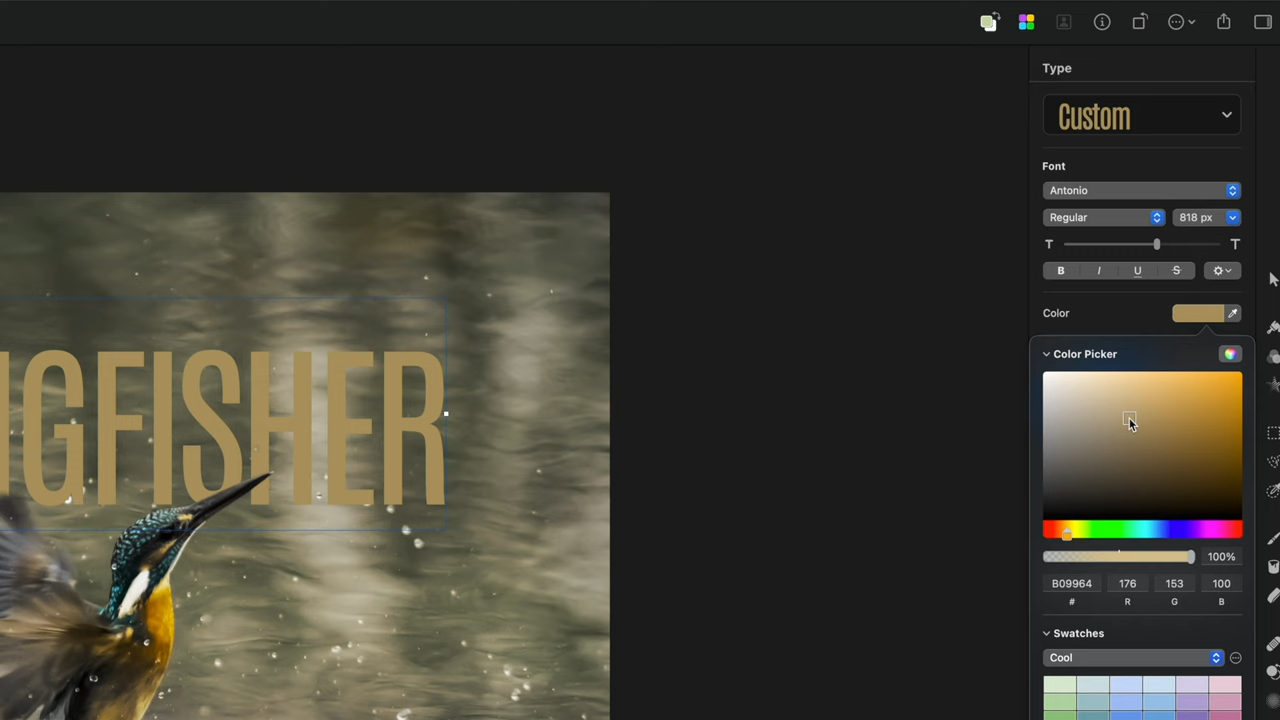 Type
Custom
Font
Antonio
Regular 818 px
T T
B I U S
Color
Color Picker
100%
B09964 176 153 100
# R G B
Swatches
Cool
GFISHER